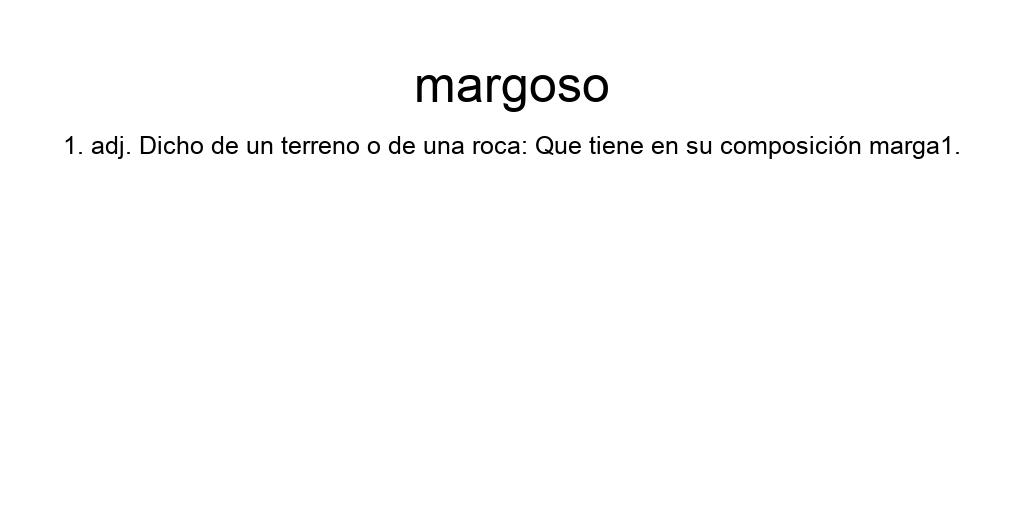 margoso
1. adj. Dicho de un terreno o de una roca: Que tiene en su composición marga1.